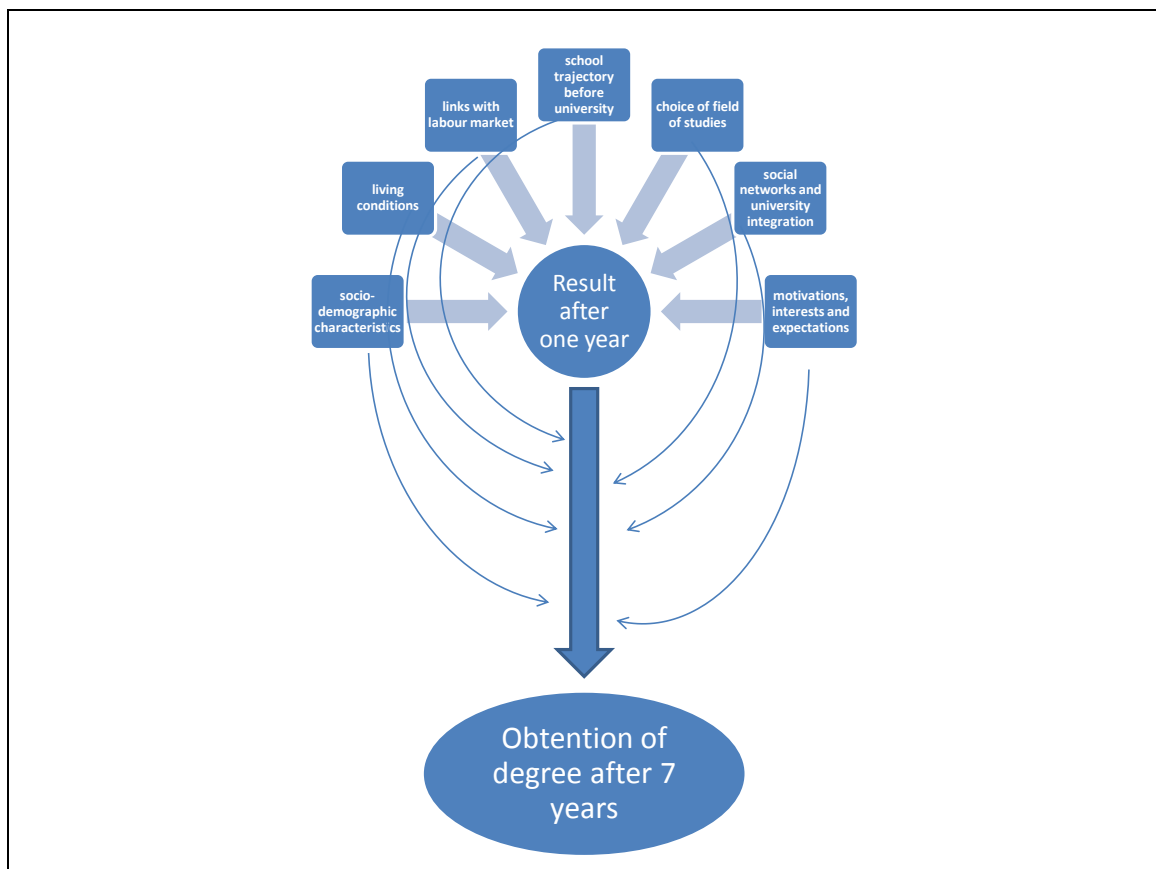 school
trajectory
before
university
links with
labour market
choice of field
of studies
living
conditions
social
networks and
university
integration
socio-
demographic
characteristics
Result
after
one year
motivations,
interests and
expectations
Obtention of
degree after 7
years